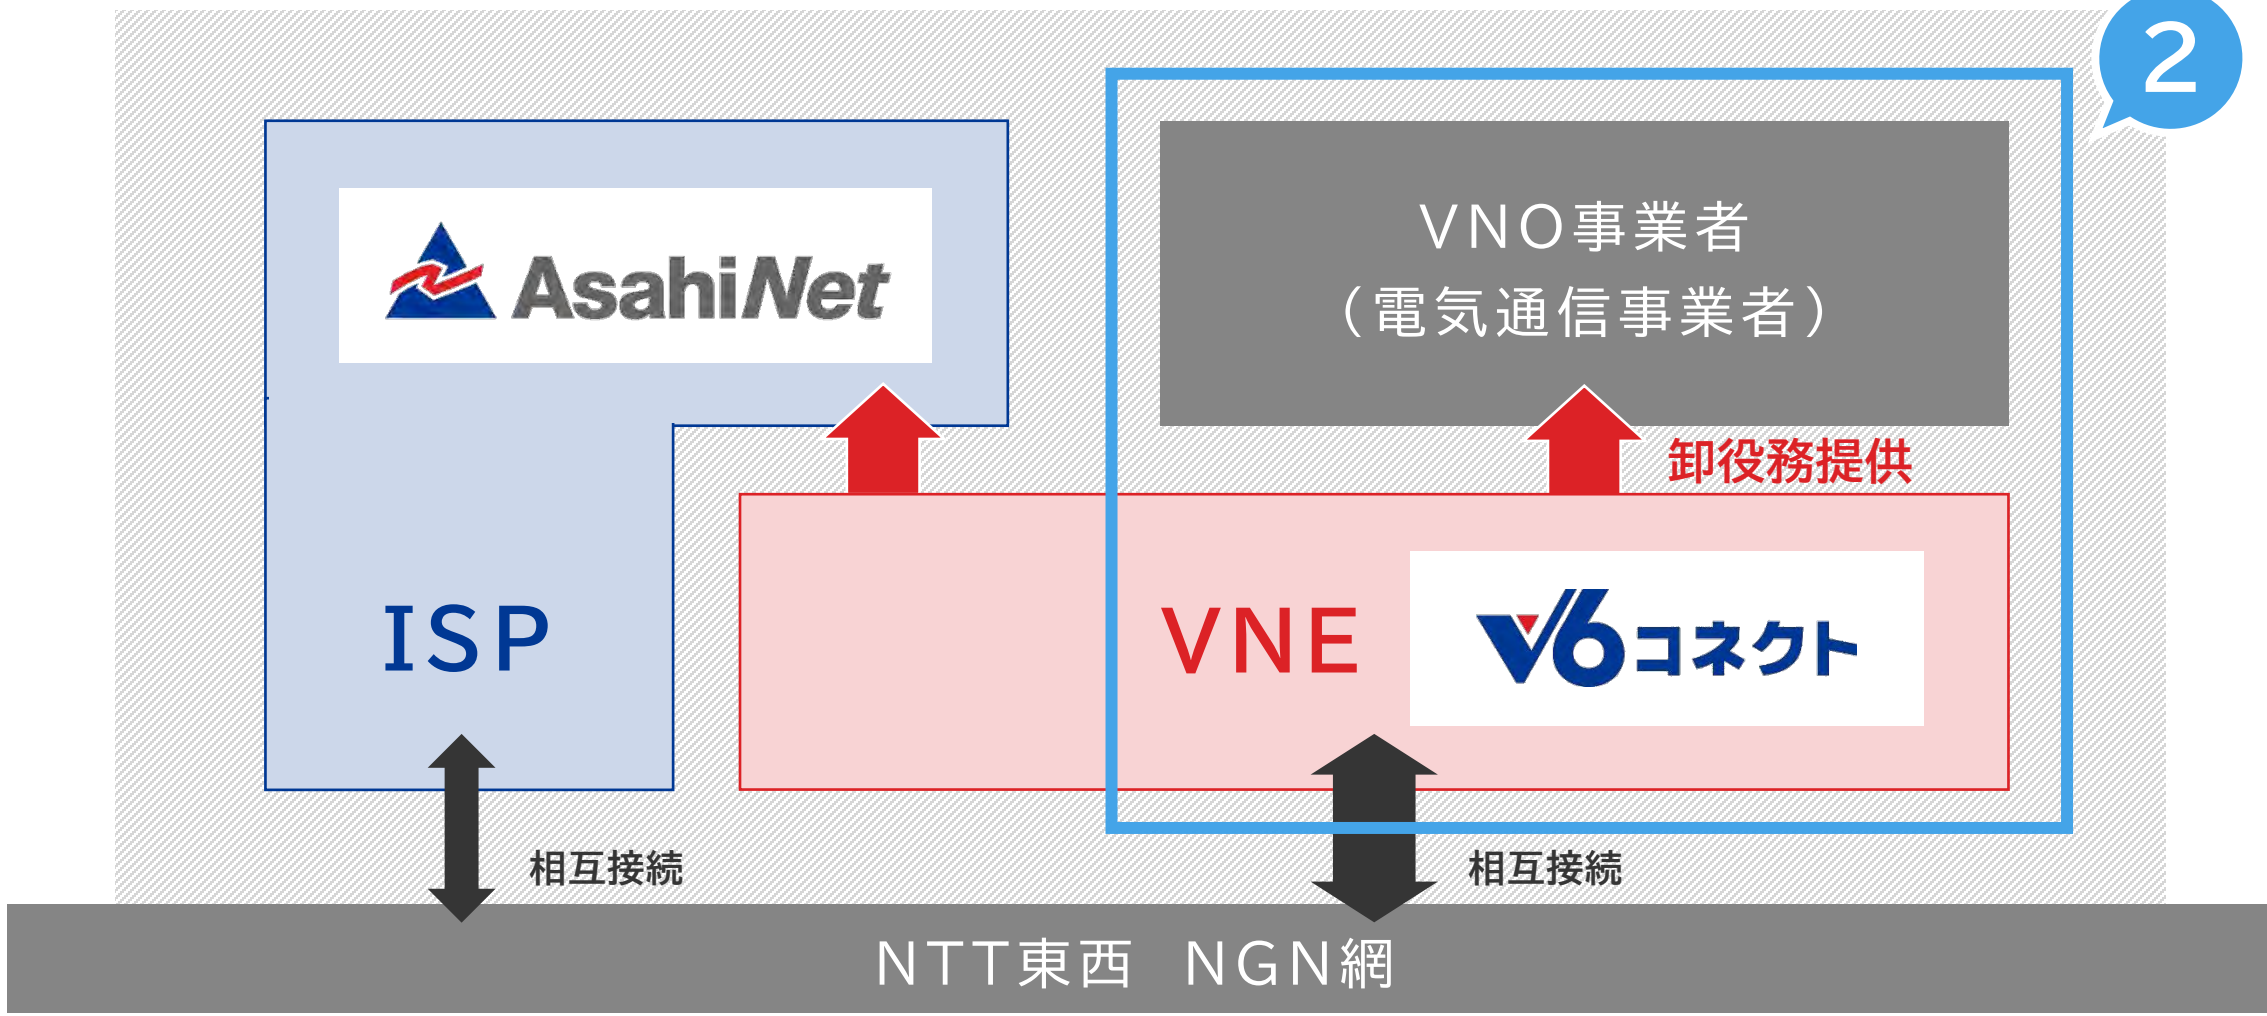 2
AsahiNet
VNO事業者
（電気通信事業者）
卸役務提供
ISP
VNE
v6コネクト
相互接続
相互接続
NTT東西　NGN網